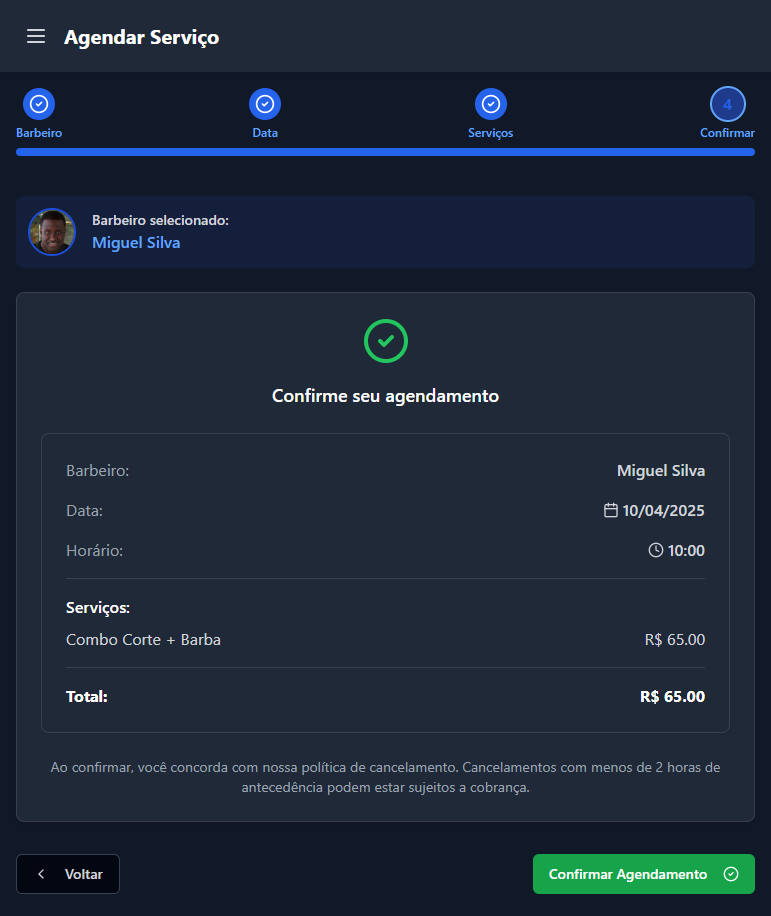 Agendar Serviço
4
Barbeiro Data Serviços Confirmar
Barbeiro selecionado:
Miguel Silva
Confirme seu agendamento
Barbeiro: Miguel Silva
Data: 10/04/2025
Horário: 10:00
Serviços:
Combo Corte + Barba R$ 65.00
Total: R$ 65.00
Ao confirmar, você concorda com nossa política de cancelamento. Cancelamentos com menos de 2 horas de
antecedência podem estar sujeitos a cobrança.
Voltar Confirmar Agendamento